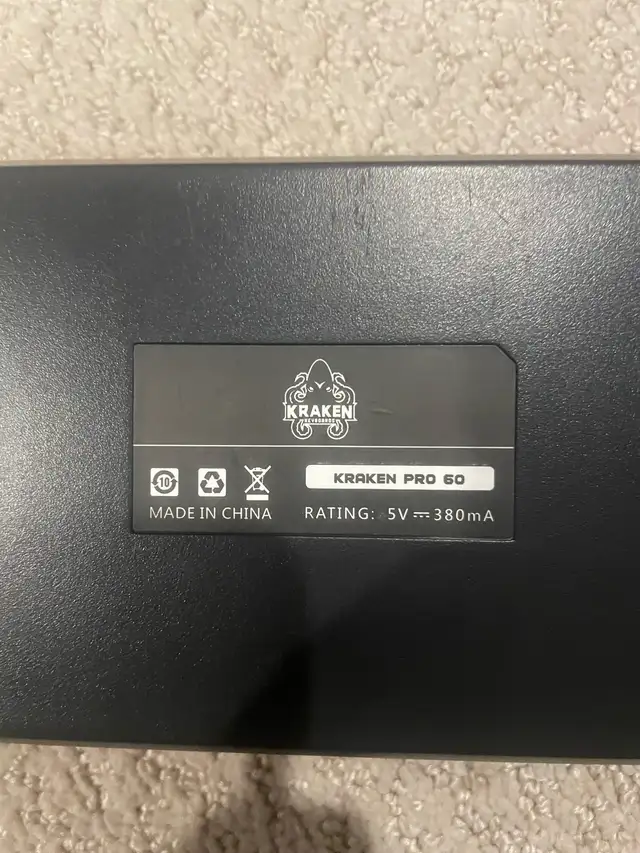 KRAKEN
KEYBOARDS
10
KRAKEN PRO 60
MADE IN CHINA
RATING: 5V ⎓ 380mA